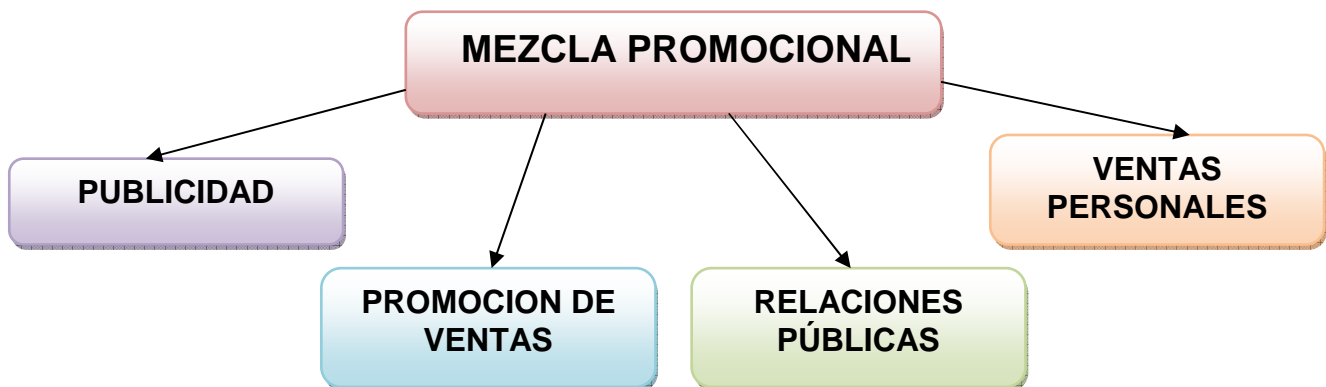 MEZCLA PROMOCIONAL
PUBLICIDAD
VENTAS
PERSONALES
PROMOCION DE
VENTAS
RELACIONES
PÚBLICAS